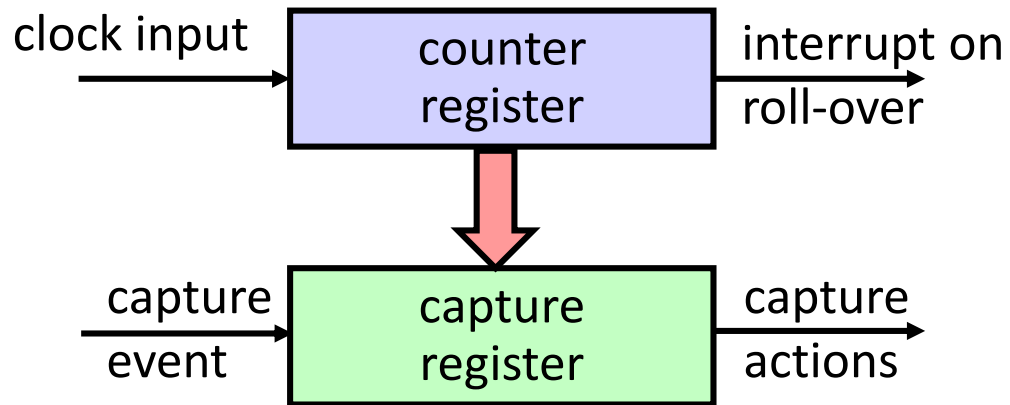 clock input
counter
register
interrupt on
roll-over
capture
event
capture
register
capture
actions